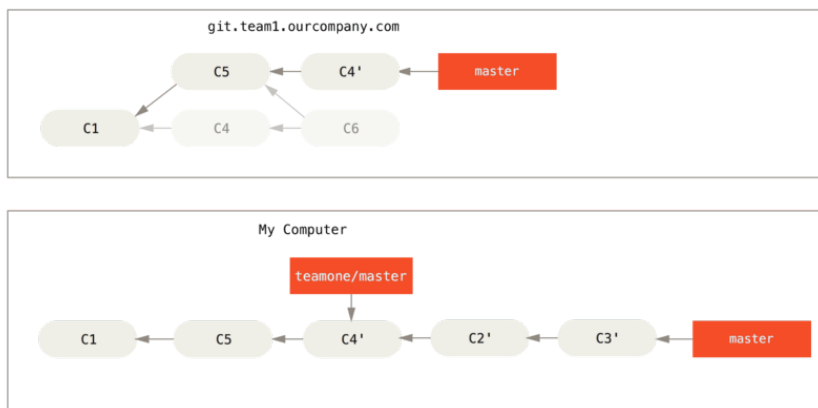 git.team1.ourcompany.com
C5 C4' master
C1 C4 C6
My Computer
teamone/master
C1 C5 C4' C2' C3' master